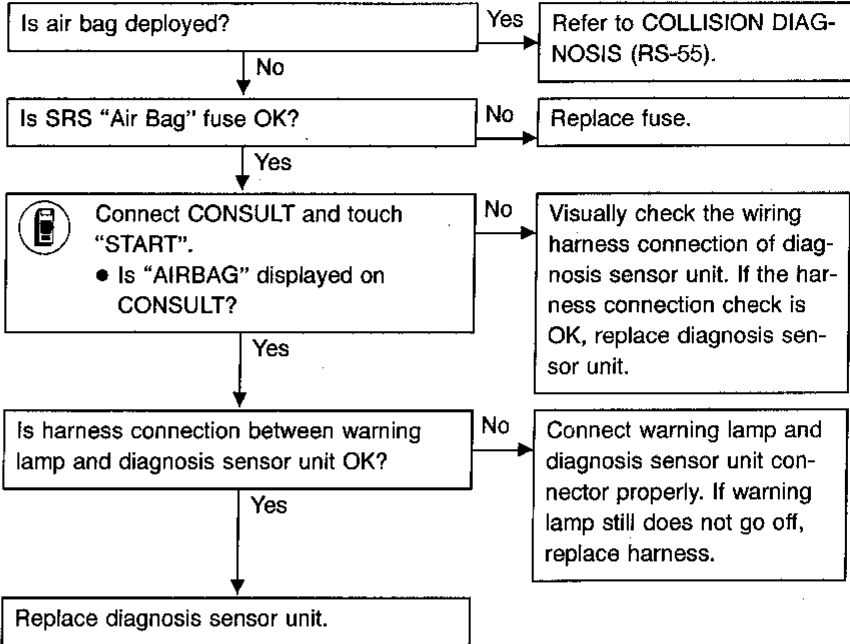 Is air bag deployed?
Yes
Refer to COLLISION DIAG-
NOSIS (RS-55).
No
Is SRS “Air Bag” fuse OK?
No
Replace fuse.
Yes
Connect CONSULT and touch
“START”.
● Is “AIRBAG” displayed on
CONSULT?
No
Visually check the wiring
harness connection of diag-
nosis sensor unit. If the har-
ness connection check is
OK, replace diagnosis sen-
sor unit.
Yes
Is harness connection between warning
lamp and diagnosis sensor unit OK?
No
Connect warning lamp and
diagnosis sensor unit con-
nector properly. If warning
lamp still does not go off,
replace harness.
Yes
Replace diagnosis sensor unit.